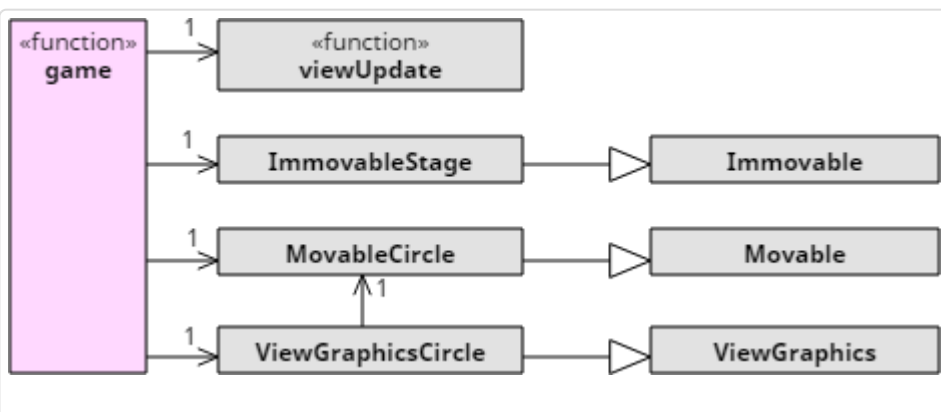 «function»
game
1
«function»
viewUpdate
1
ImmovableStage
Immovable
1
MovableCircle
Movable
1
1
ViewGraphicsCircle
ViewGraphics